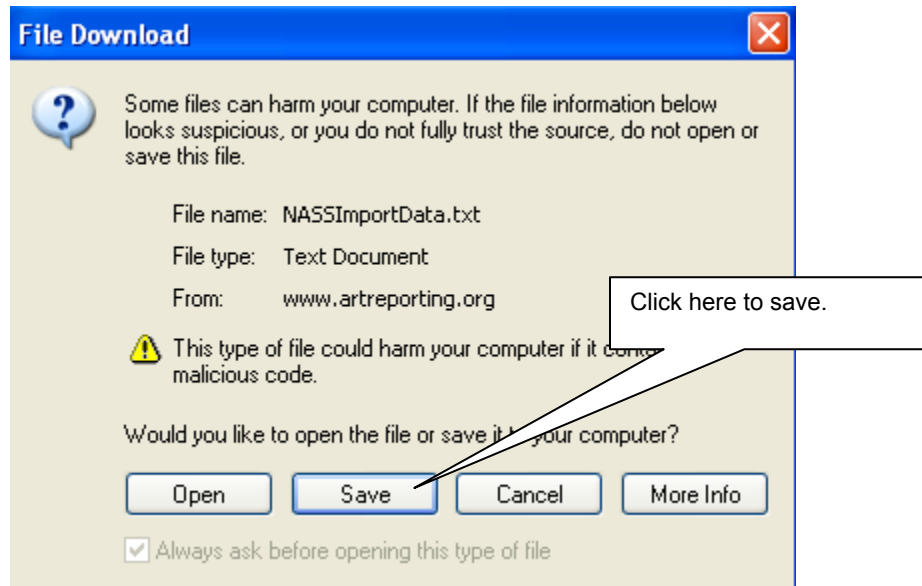 File Download
Some files can harm your computer. If the file information below
looks suspicious, or you do not fully trust the source, do not open or
save this file.
File name: NASSImportData.txt
File type: Text Document
From: www.artreporting.org
Click here to save.
This type of file could harm your computer if it
malicious code.
Would you like to open the file or save it to your computer?
Open Save Cancel More Info
Always ask before opening this type of file